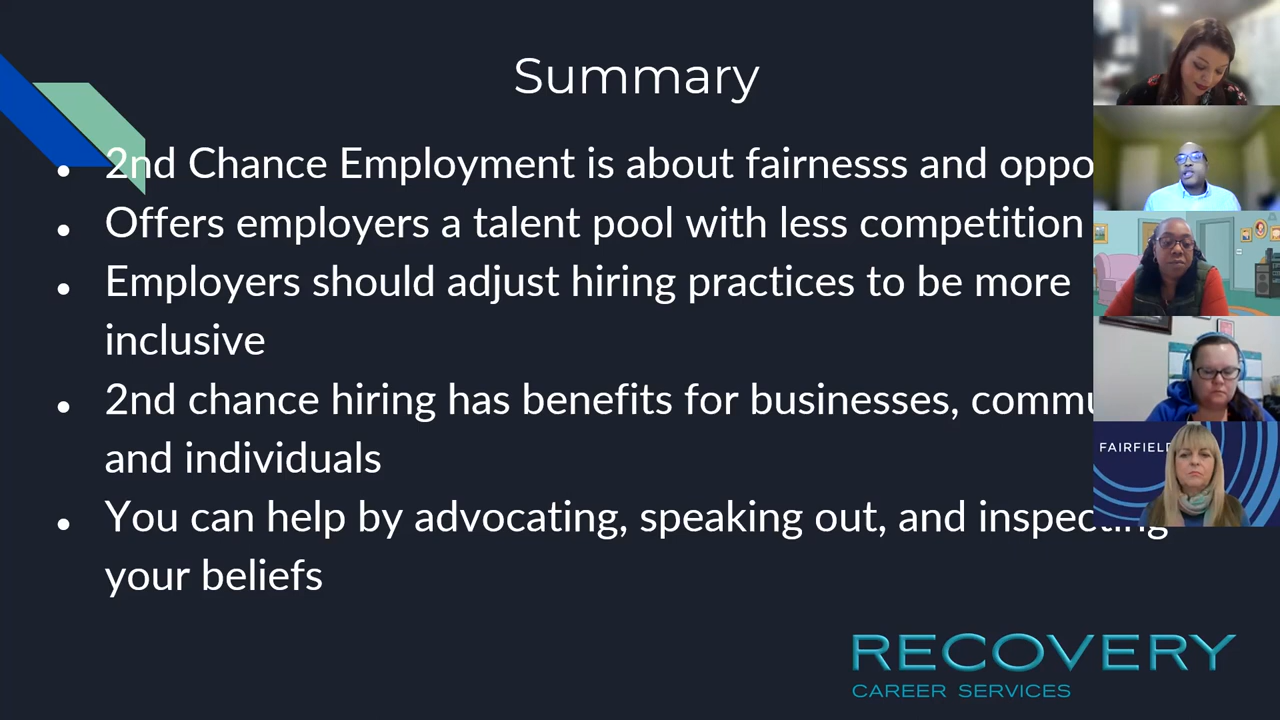 Summary
2nd Chance Employment is about fairnesss and oppo
Offers employers a talent pool with less competition
Employers should adjust hiring practices to be more
inclusive
2nd chance hiring has benefits for businesses, commu
and individuals
FAIRFIEL
You can help by advocating, speaking out, and inspecting
your beliefs
RECOVERY
CAREER SERVICES